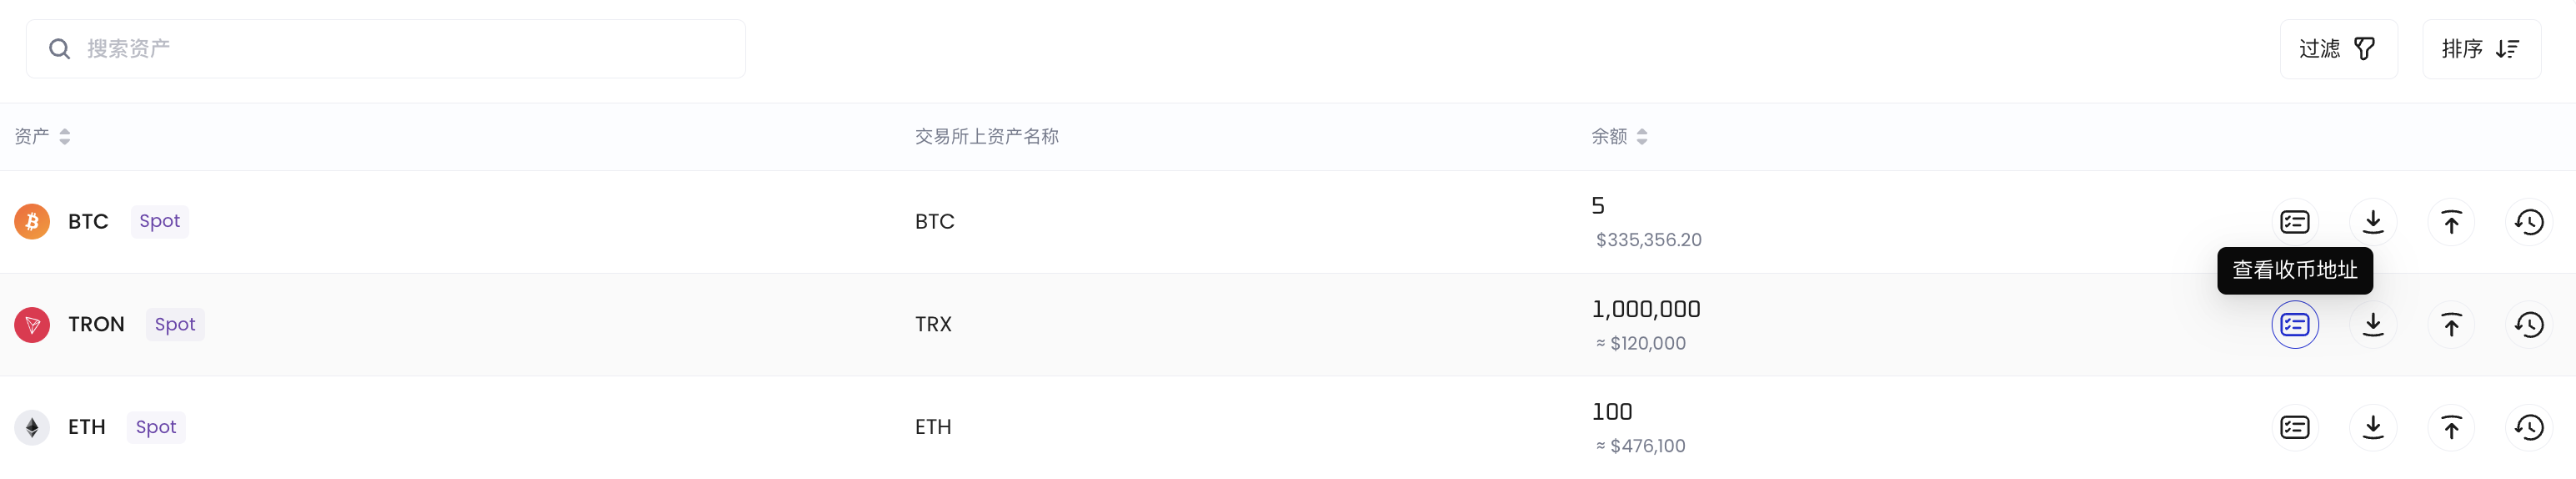 搜索资产
过滤
排序
资产 交易所上资产名称 余额
BTC Spot BTC 5
$335,356.20
查看收币地址
TRON Spot TRX 1,000,000
≈ $120,000
ETH Spot ETH 100
≈ $476,100